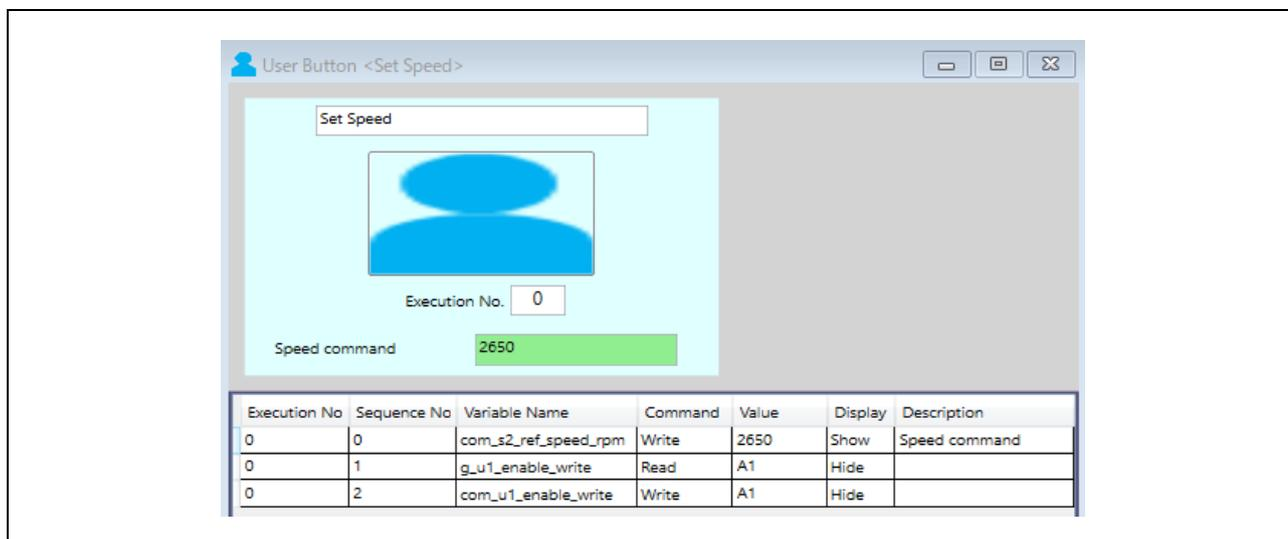 User Button <Set Speed>
Set Speed
Execution No. 0
Speed command 2650
Execution No Sequence No Variable Name Command Value Display Description
0 0 com_s2_ref_speed_rpm Write 2650 Show Speed command
0 1 g_u1_enable_write Read A1 Hide
0 2 com_u1_enable_write Write A1 Hide